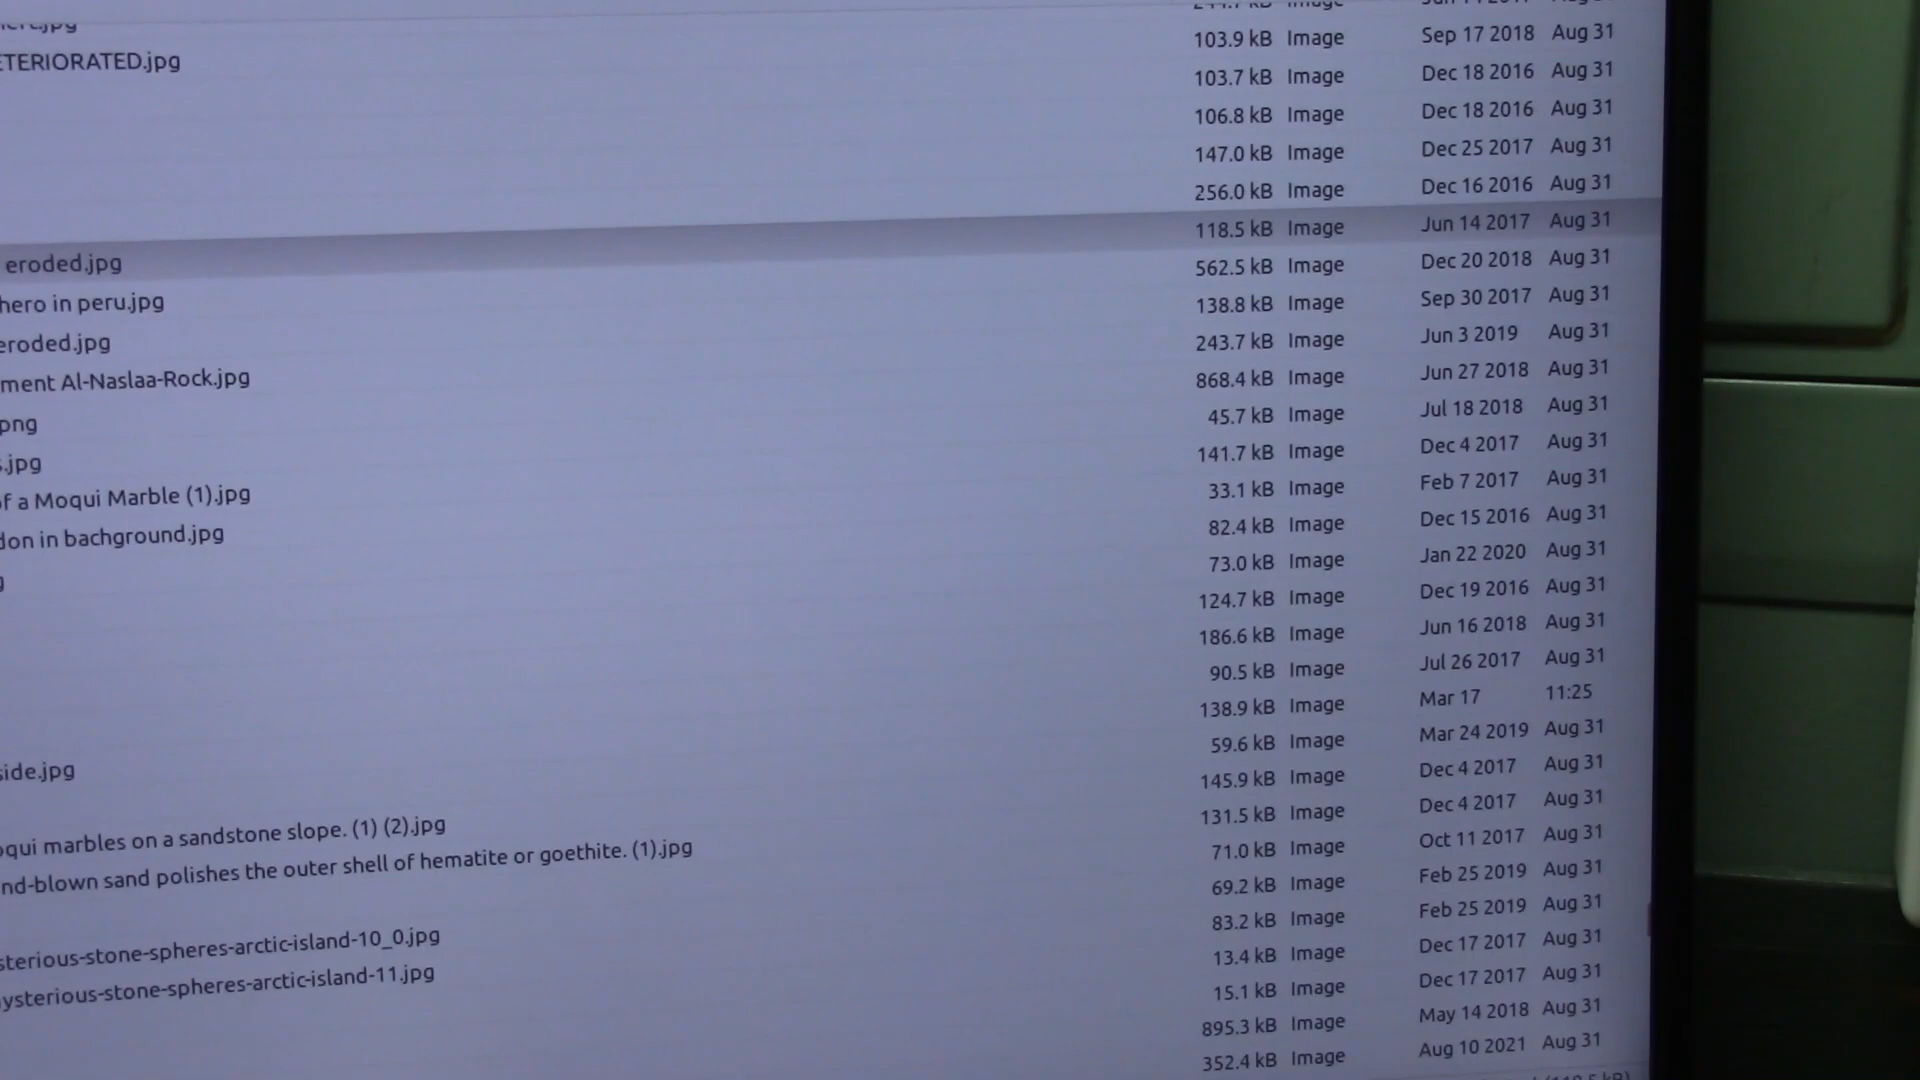 ETERIORATED.jpg 103.9 kB Image Sep 17 2018 Aug 31
103.7 kB Image Dec 18 2016 Aug 31
106.8 kB Image Dec 18 2016 Aug 31
147.0 kB Image Dec 25 2017 Aug 31
256.0 kB Image Dec 16 2016 Aug 31
eroded.jpg 118.5 kB Image Jun 14 2017 Aug 31
hero in peru.jpg 562.5 kB Image Dec 20 2018 Aug 31
eroded.jpg 138.8 kB Image Sep 30 2017 Aug 31
ment Al-Naslaa-Rock.jpg 243.7 kB Image Jun 3 2019 Aug 31
png 868.4 kB Image Jun 27 2018 Aug 31
s.jpg 45.7 kB Image Jul 18 2018 Aug 31
of a Moqui Marble (1).jpg 141.7 kB Image Dec 4 2017 Aug 31
don in bachground.jpg 33.1 kB Image Feb 7 2017 Aug 31
g 82.4 kB Image Dec 15 2016 Aug 31
73.0 kB Image Jan 22 2020 Aug 31
124.7 kB Image Dec 19 2016 Aug 31
186.6 kB Image Jun 16 2018 Aug 31
90.5 kB Image Jul 26 2017 Aug 31
side.jpg 138.9 kB Image Mar 17 11:25
59.6 kB Image Mar 24 2019 Aug 31
oqui marbles on a sandstone slope. (1) (2).jpg 145.9 kB Image Dec 4 2017 Aug 31
nd-blown sand polishes the outer shell of hematite or goethite. (1).jpg 131.5 kB Image Dec 4 2017 Aug 31
71.0 kB Image Oct 11 2017 Aug 31
sterious-stone-spheres-arctic-island-10_0.jpg 69.2 kB Image Feb 25 2019 Aug 31
ysterious-stone-spheres-arctic-island-11.jpg 83.2 kB Image Feb 25 2019 Aug 31
13.4 kB Image Dec 17 2017 Aug 31
15.1 kB Image Dec 17 2017 Aug 31
895.3 kB Image May 14 2018 Aug 31
352.4 kB Image Aug 10 2021 Aug 31